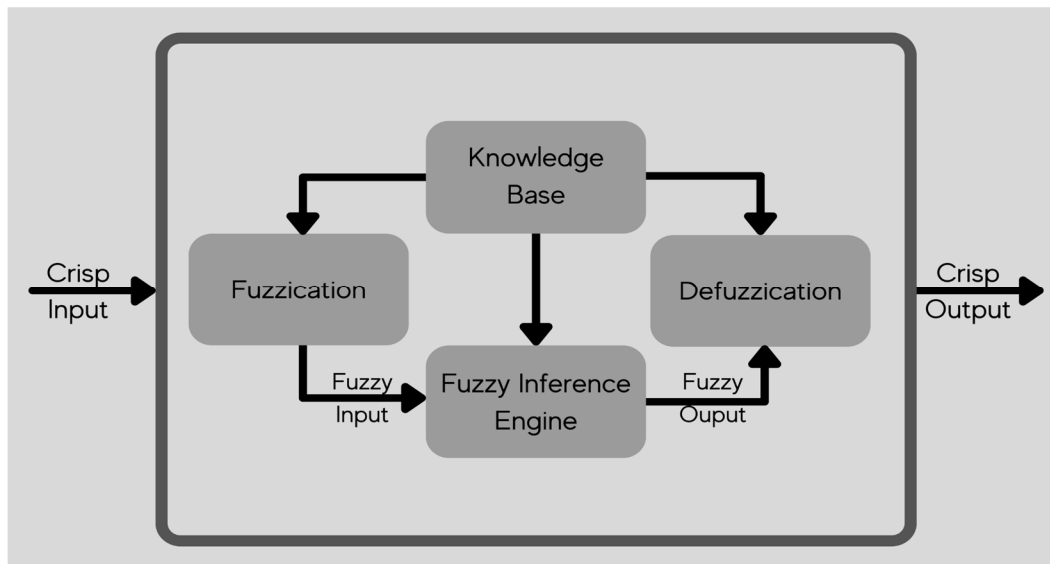 Knowledge
Base
Crisp
Input
Fuzzication
Defuzzication
Crisp
Output
Fuzzy
Input
Fuzzy Inference
Engine
Fuzzy
Ouput